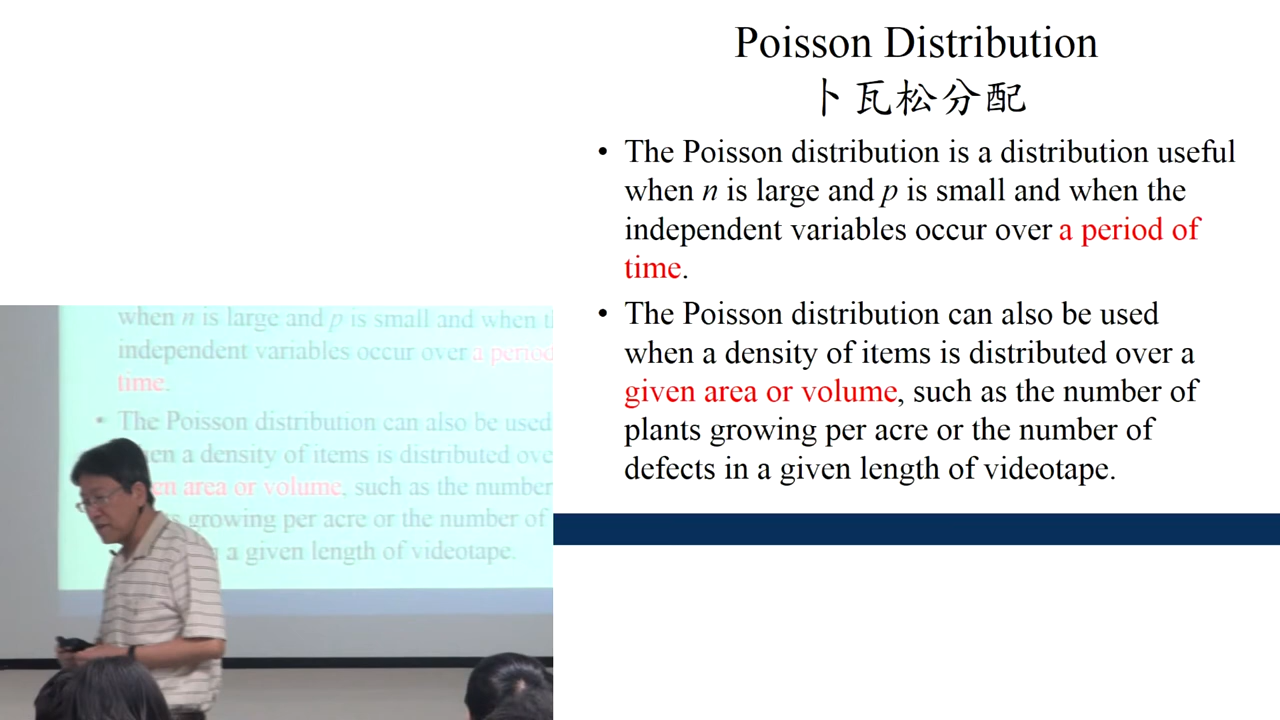 Poisson Distribution
卜瓦松分配
• The Poisson distribution is a distribution useful
when n is large and p is small and when the
independent variables occur over a period of
time.
• The Poisson distribution can also be used
when a density of items is distributed over a
given area or volume, such as the number of
plants growing per acre or the number of
defects in a given length of videotape.
when n is large and p is small and when
independent variables occur over a period
time.
• The Poisson distribution can also be used
a density of items is distributed
area or volume, such as the number
growing per acre or the number of
a given length of videotape.